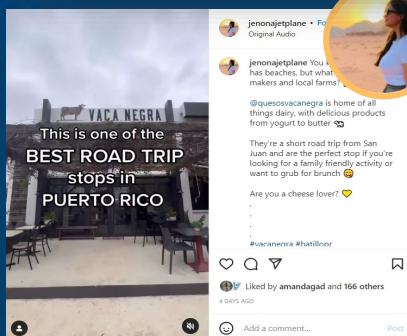 VACA NEGRA
This is one of the
BEST ROAD TRIP
stops in
PUERTO RICO
jenonajetplane •
Original Audio
jenonajetplane You
has beaches, but what
makers and local farms?
@quesosvacanegra is home of all
things dairy, with delicious products
from yogurt to butter
They're a short road trip from San
Juan and are the perfect stop if you're
looking for a family friendly activity or
want to grub for brunch 😋
Are you a cheese lover? 💛
.
.
.
.
#vacanegra #hatillopr
Liked by amandagad and 166 others
4 DAYS AGO
Add a comment...
Post